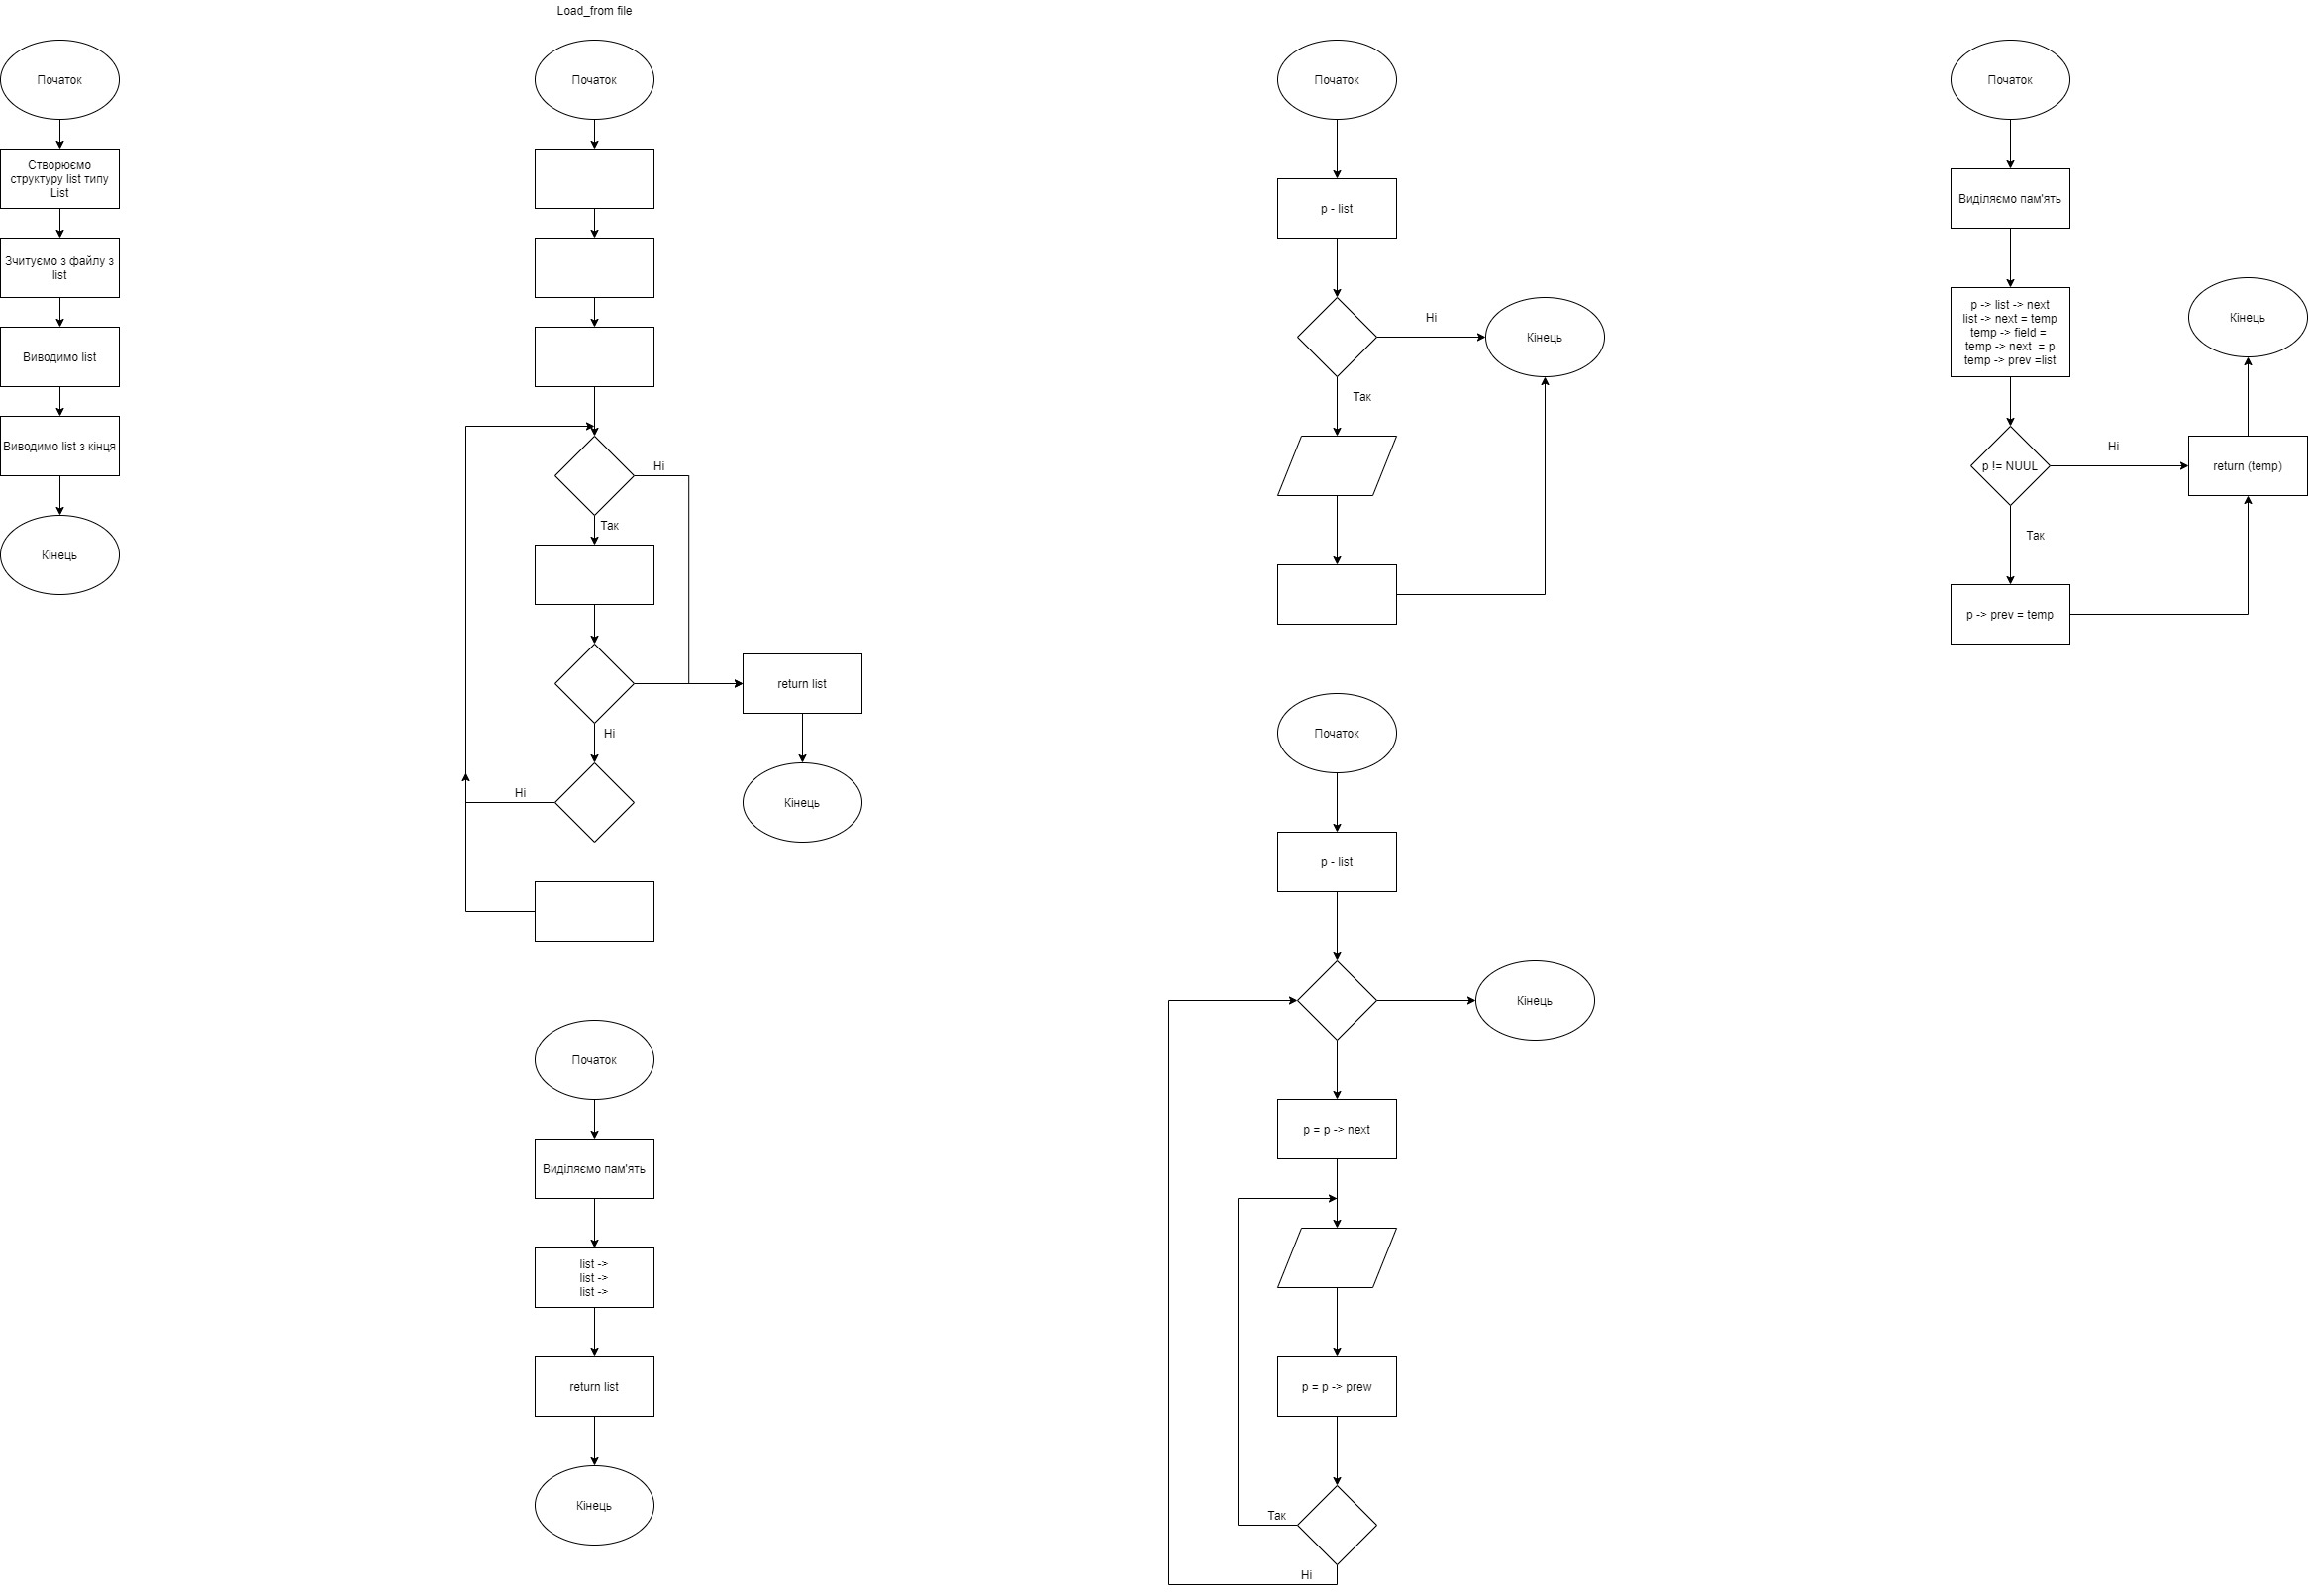 Load_from file
Початок
Створюємо
структуру list типу
List
Зчитуємо з файлу з
list
Виводимо list
Виводимо list з кінця
Кінець
Початок
Ні
Так
Ні
Ні
return list
Кінець
Початок
Виділяємо пам'ять
list ->
list ->
list ->
return list
Кінець
Початок
p - list
Ні
Кінець
Так
Початок
p - list
Кінець
p = p -> next
p = p -> prew
Так
Ні
Початок
Виділяємо пам'ять
p -> list -> next
list -> next = temp
temp -> field =
temp -> next = p
temp -> prev =list
p != NUUL
Ні
Так
p -> prev = temp
return (temp)
Кінець